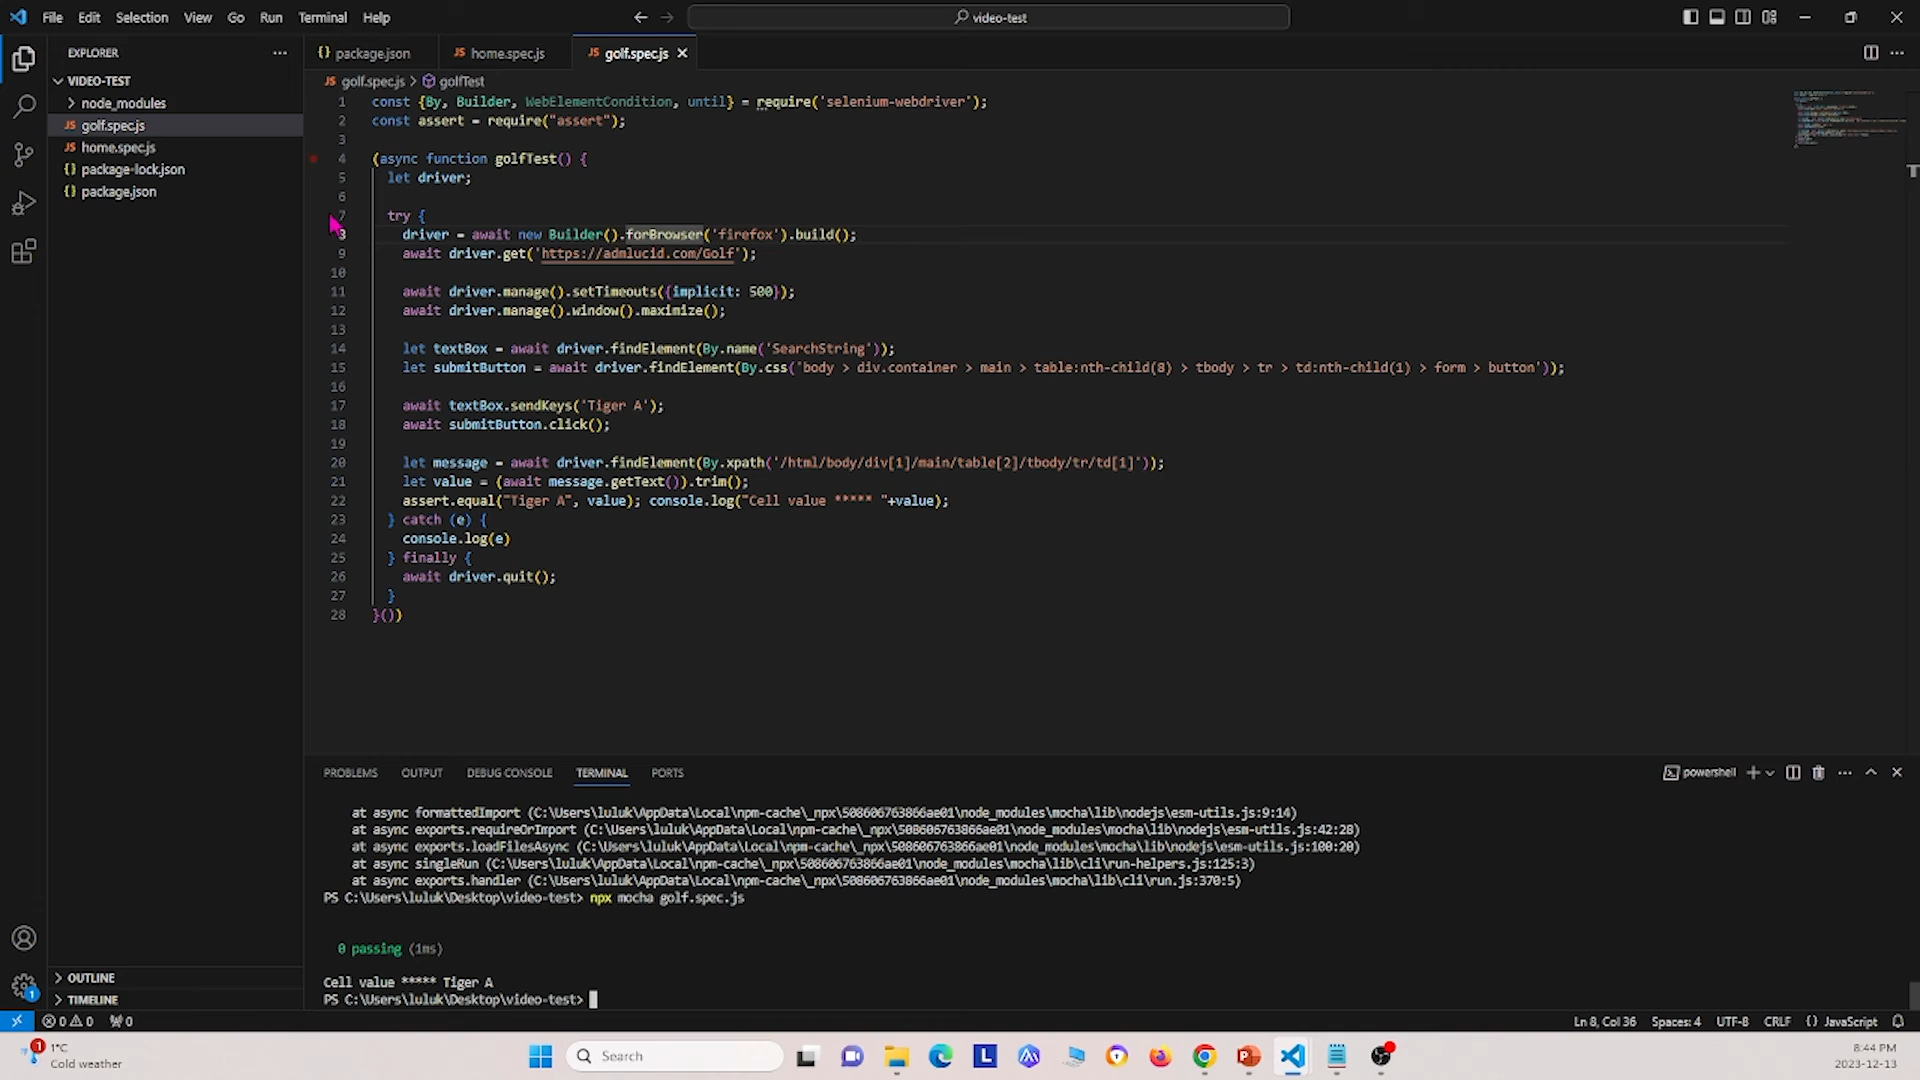 File Edit Selection View Go Run Terminal Help
video-test
EXPLORER
VIDEO-TEST
node_modules
JS golf.spec.js
JS home.spec.js
{} package-lock.json
{} package.json
OUTLINE
TIMELINE
{} package.json
JS home.spec.js
JS golf.spec.js
JS golf.spec.js > golfTest
1 const {By, Builder, WebElementCondition, until} = require('selenium-webdriver');
2 const assert = require("assert");
3
4 (async function golfTest() {
5 let driver;
6
7 try {
8 driver = await new Builder().forBrowser('firefox').build();
9 await driver.get('https://admlucid.com/Golf');
10
11 await driver.manage().setTimeouts({implicit: 500});
12 await driver.manage().window().maximize();
13
14 let textBox = await driver.findElement(By.name('SearchString'));
15 let submitButton = await driver.findElement(By.css('body > div.container > main > table:nth-child(8) > tbody > tr > td:nth-child(1) > form > button'));
16
17 await textBox.sendKeys('Tiger A');
18 await submitButton.click();
19
20 let message = await driver.findElement(By.xpath('/html/body/div[1]/main/table[2]/tbody/tr/td[1]'));
21 let value = (await message.getText()).trim();
22 assert.equal("Tiger A", value); console.log("Cell value ***** "+value);
23 } catch (e) {
24 console.log(e)
25 } finally {
26 await driver.quit();
27 }
28 }())
PROBLEMS OUTPUT DEBUG CONSOLE TERMINAL PORTS
powershell
at async formattedImport (C:\Users\luluk\AppData\Local\npm-cache\_npx\508606763866ae01\node_modules\mocha\lib\nodejs\esm-utils.js:9:14)
at async exports.requireOrImport (C:\Users\luluk\AppData\Local\npm-cache\_npx\508606763866ae01\node_modules\mocha\lib\nodejs\esm-utils.js:42:28)
at async exports.loadFilesAsync (C:\Users\luluk\AppData\Local\npm-cache\_npx\508606763866ae01\node_modules\mocha\lib\nodejs\esm-utils.js:100:20)
at async singleRun (C:\Users\luluk\AppData\Local\npm-cache\_npx\508606763866ae01\node_modules\mocha\lib\cli\run-helpers.js:125:3)
at async exports.handler (C:\Users\luluk\AppData\Local\npm-cache\_npx\508606763866ae01\node_modules\mocha\lib\cli\run.js:370:5)
PS C:\Users\luluk\Desktop\video-test> npx mocha golf.spec.js
0 passing (1ms)
Cell value ***** Tiger A
PS C:\Users\luluk\Desktop\video-test>
1
0 0 0
Ln 8, Col 36 Spaces: 4 UTF-8 CRLF {} JavaScript
1
1°C
Cold weather
Search
L
8:44 PM
2023-12-13